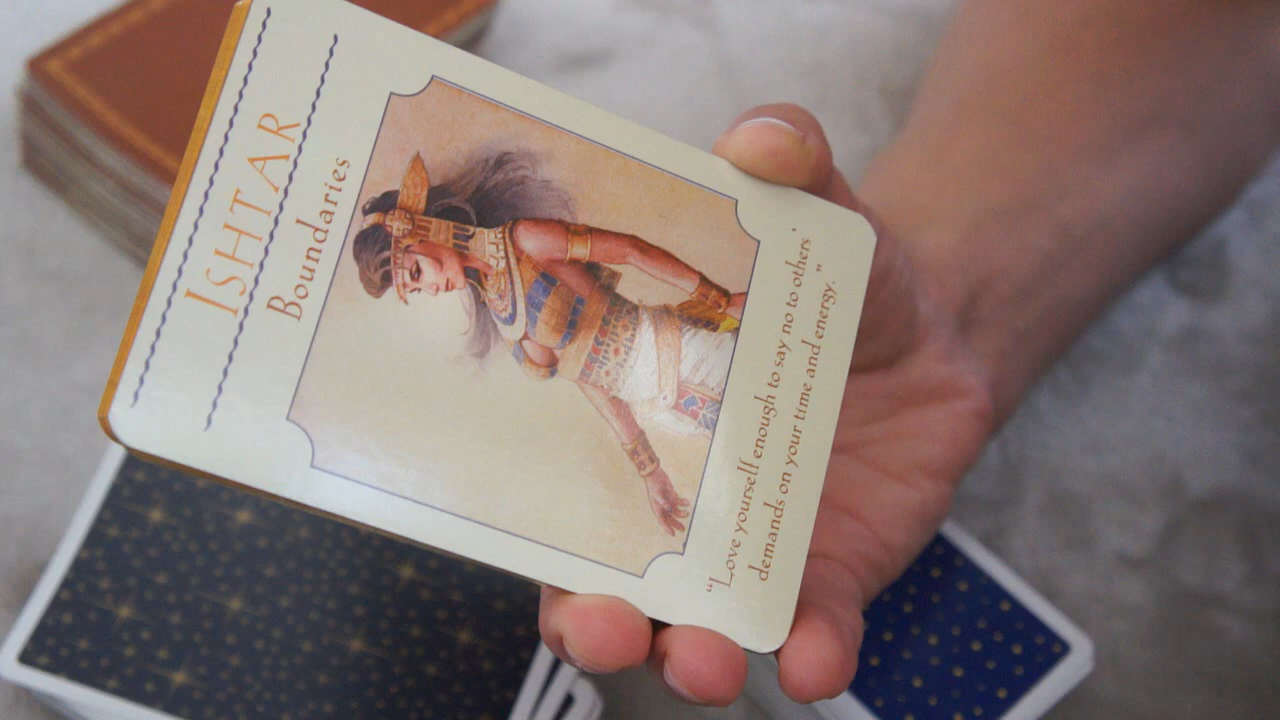 ISHTAR
Boundaries
“Love yourself enough to say no to others'
demands on your time and energy.”